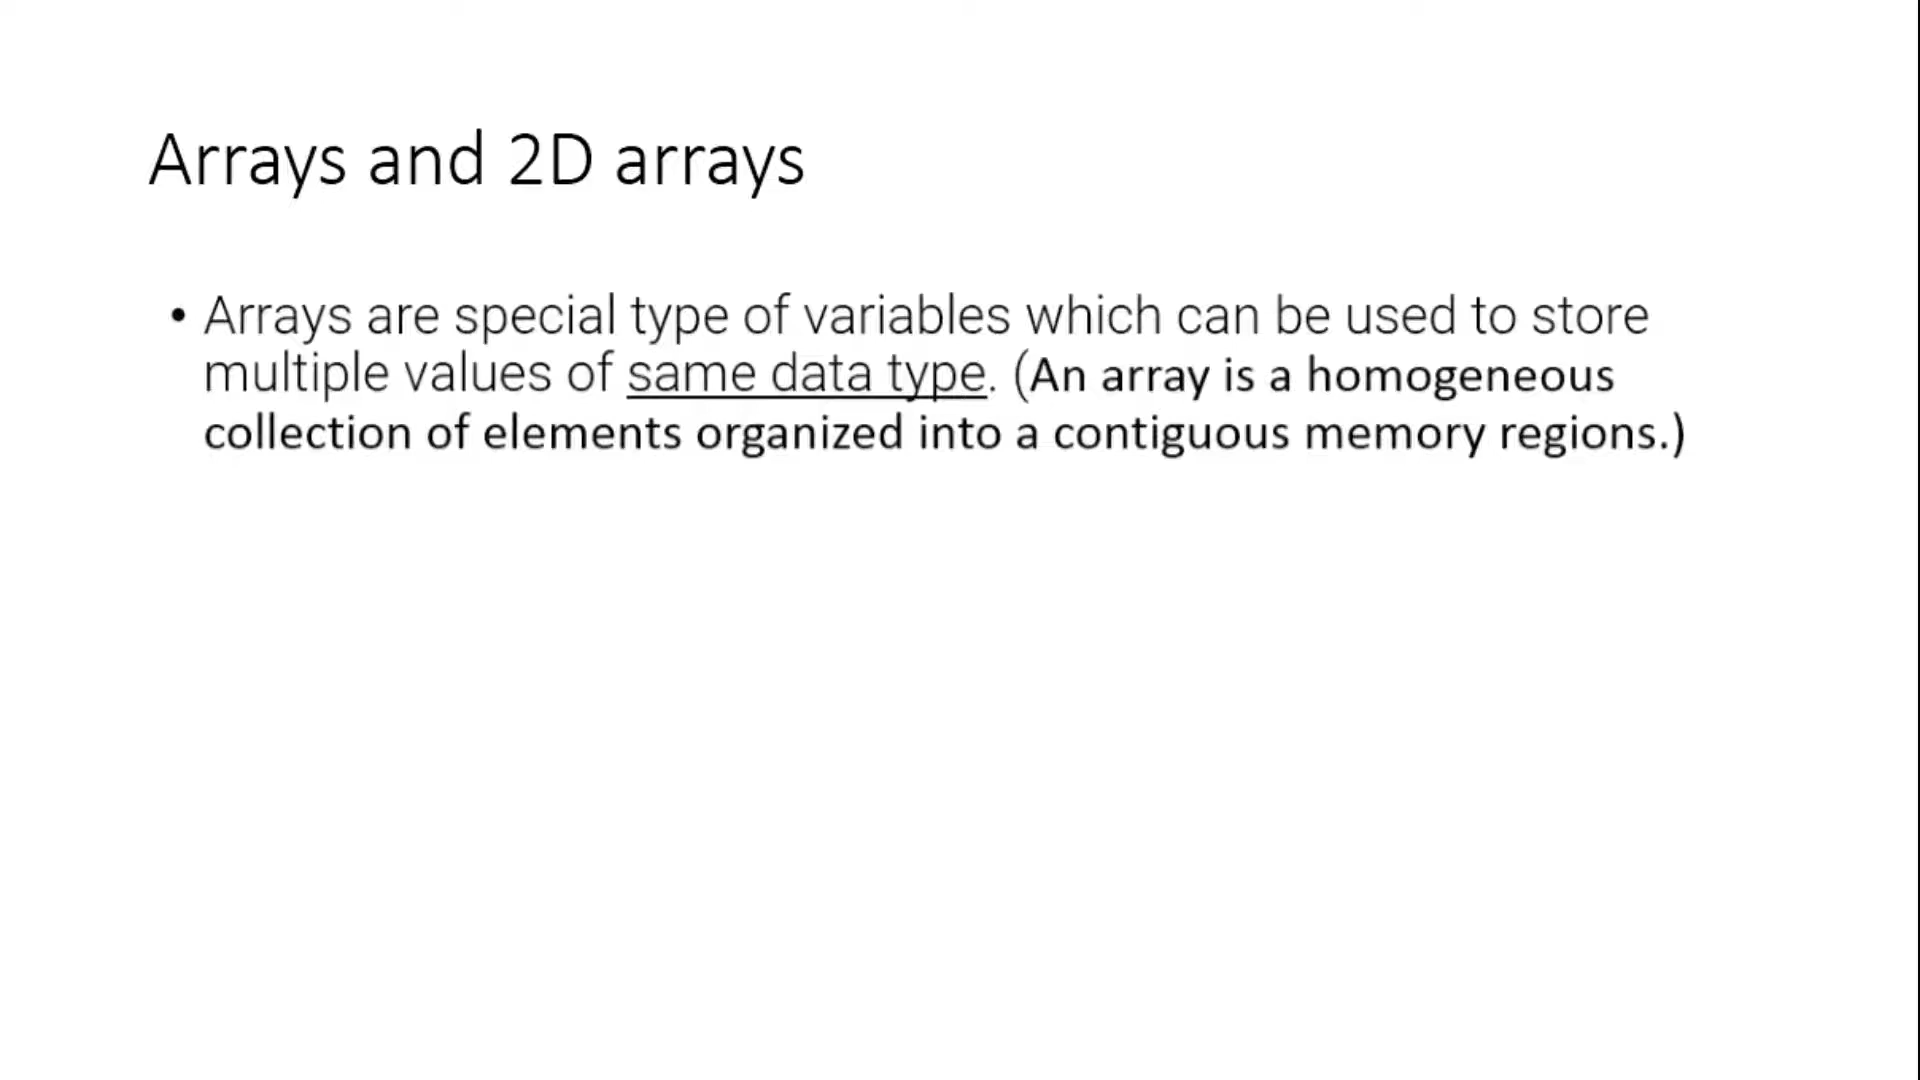 Arrays and 2D arrays
• Arrays are special type of variables which can be used to store
multiple values of same data type. (An array is a homogeneous
collection of elements organized into a contiguous memory regions.)